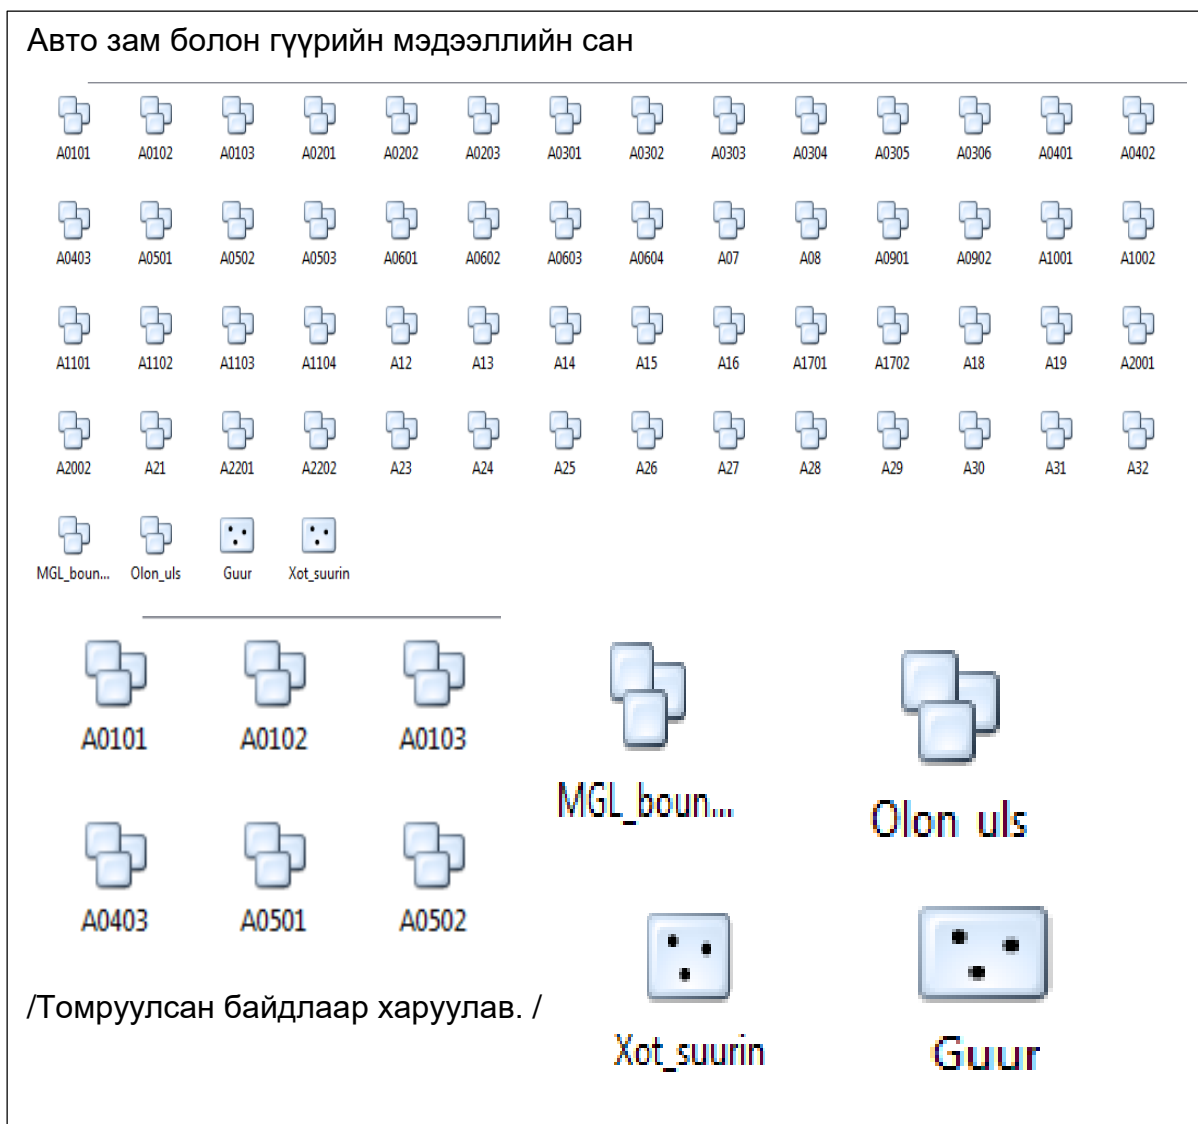 Авто зам болон гүүрийн мэдээллийн сан
A0101 A0102 A0103 A0201 A0202 A0203 A0301 A0302 A0303 A0304 A0305 A0306 A0401 A0402
A0403 A0501 A0502 A0503 A0601 A0602 A0603 A0604 A07 A08 A0901 A0902 A1001 A1002
A1101 A1102 A1103 A1104 A12 A13 A14 A15 A16 A1701 A1702 A18 A19 A2001
A2002 A21 A2201 A2202 A23 A24 A25 A26 A27 A28 A29 A30 A31 A32
MGL_boun... Olon_uls Guur Xot_suurin
A0101 A0102 A0103
MGL_boun... Olon uls
A0403 A0501 A0502
/Томруулсан байдлаар харуулав. /
Xot_suurin Guur